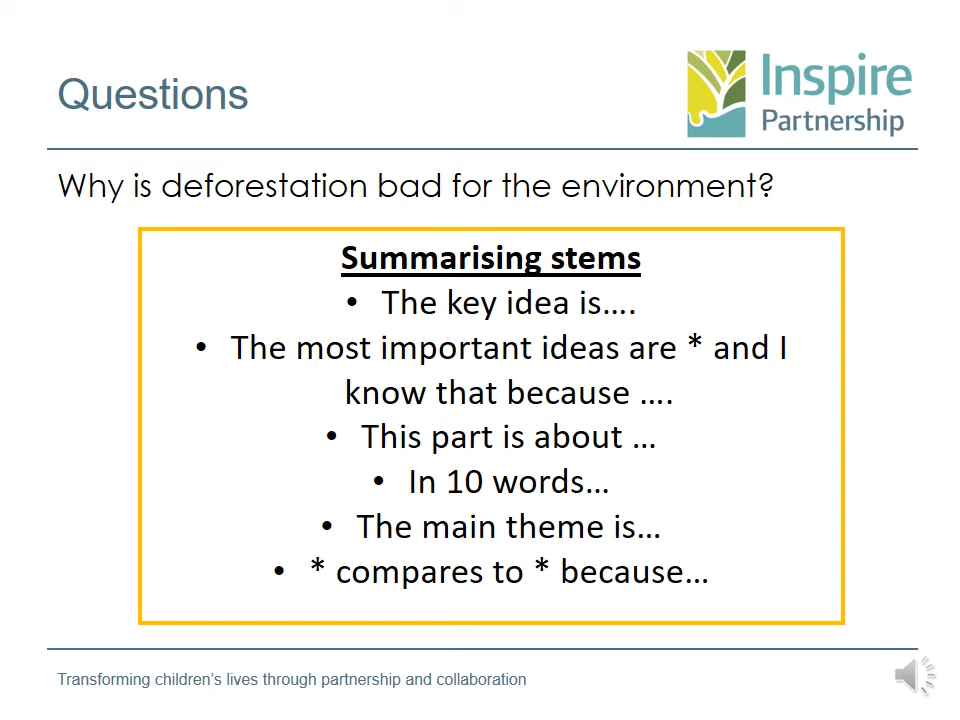 Questions
Inspire
Partnership
Why is deforestation bad for the environment?
Summarising stems
• The key idea is….
• The most important ideas are * and I
know that because ….
• This part is about …
• In 10 words…
• The main theme is…
• * compares to * because…
Transforming children’s lives through partnership and collaboration